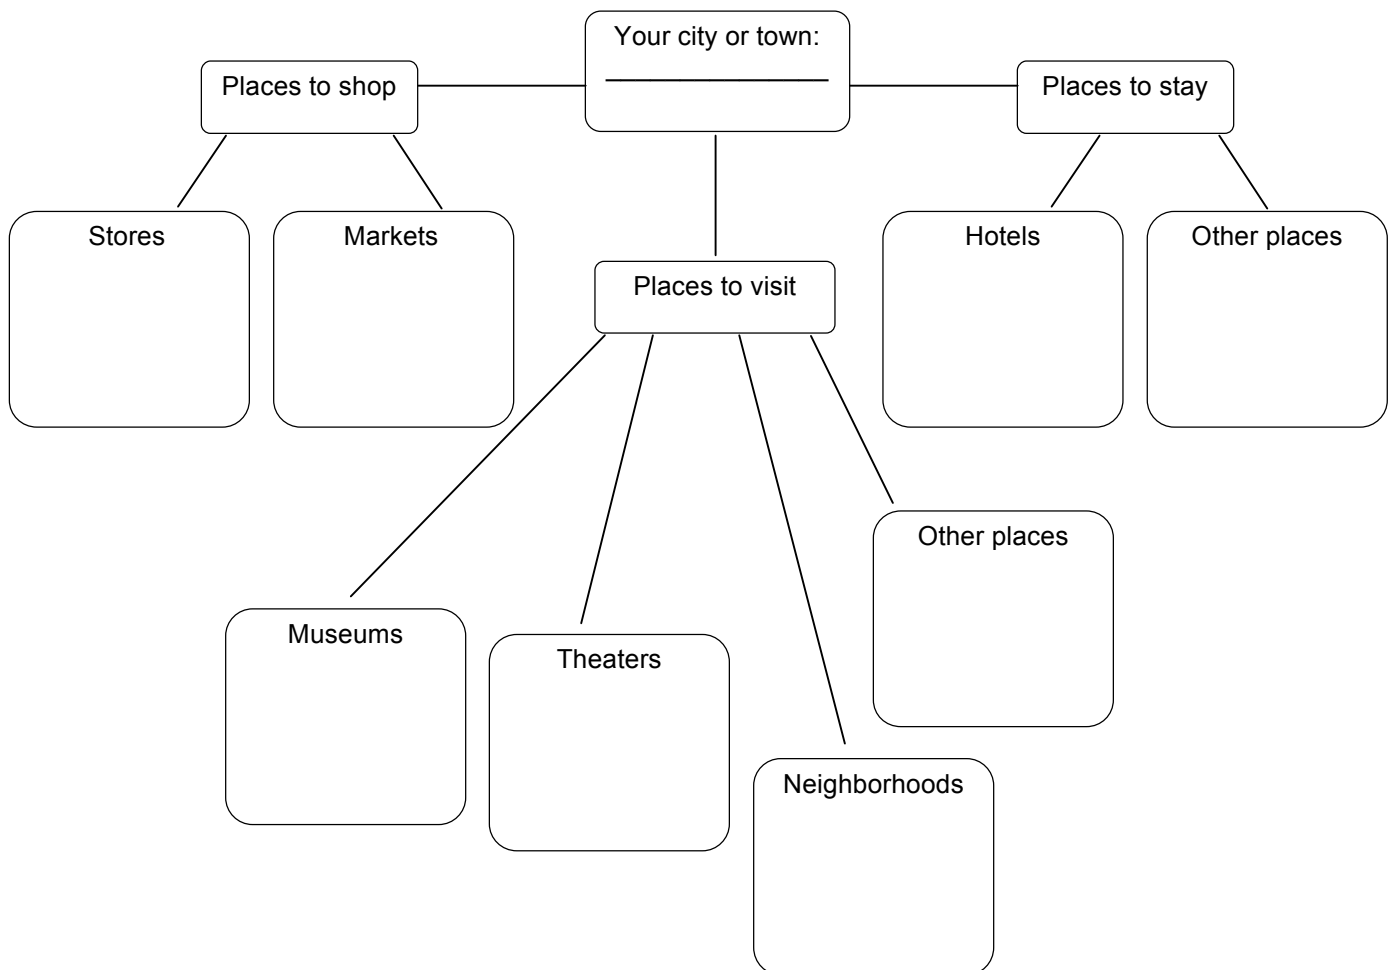 Your city or town:
_______________
Places to shop
Places to stay
Stores
Markets
Hotels
Other places
Places to visit
Other places
Museums
Theaters
Neighborhoods